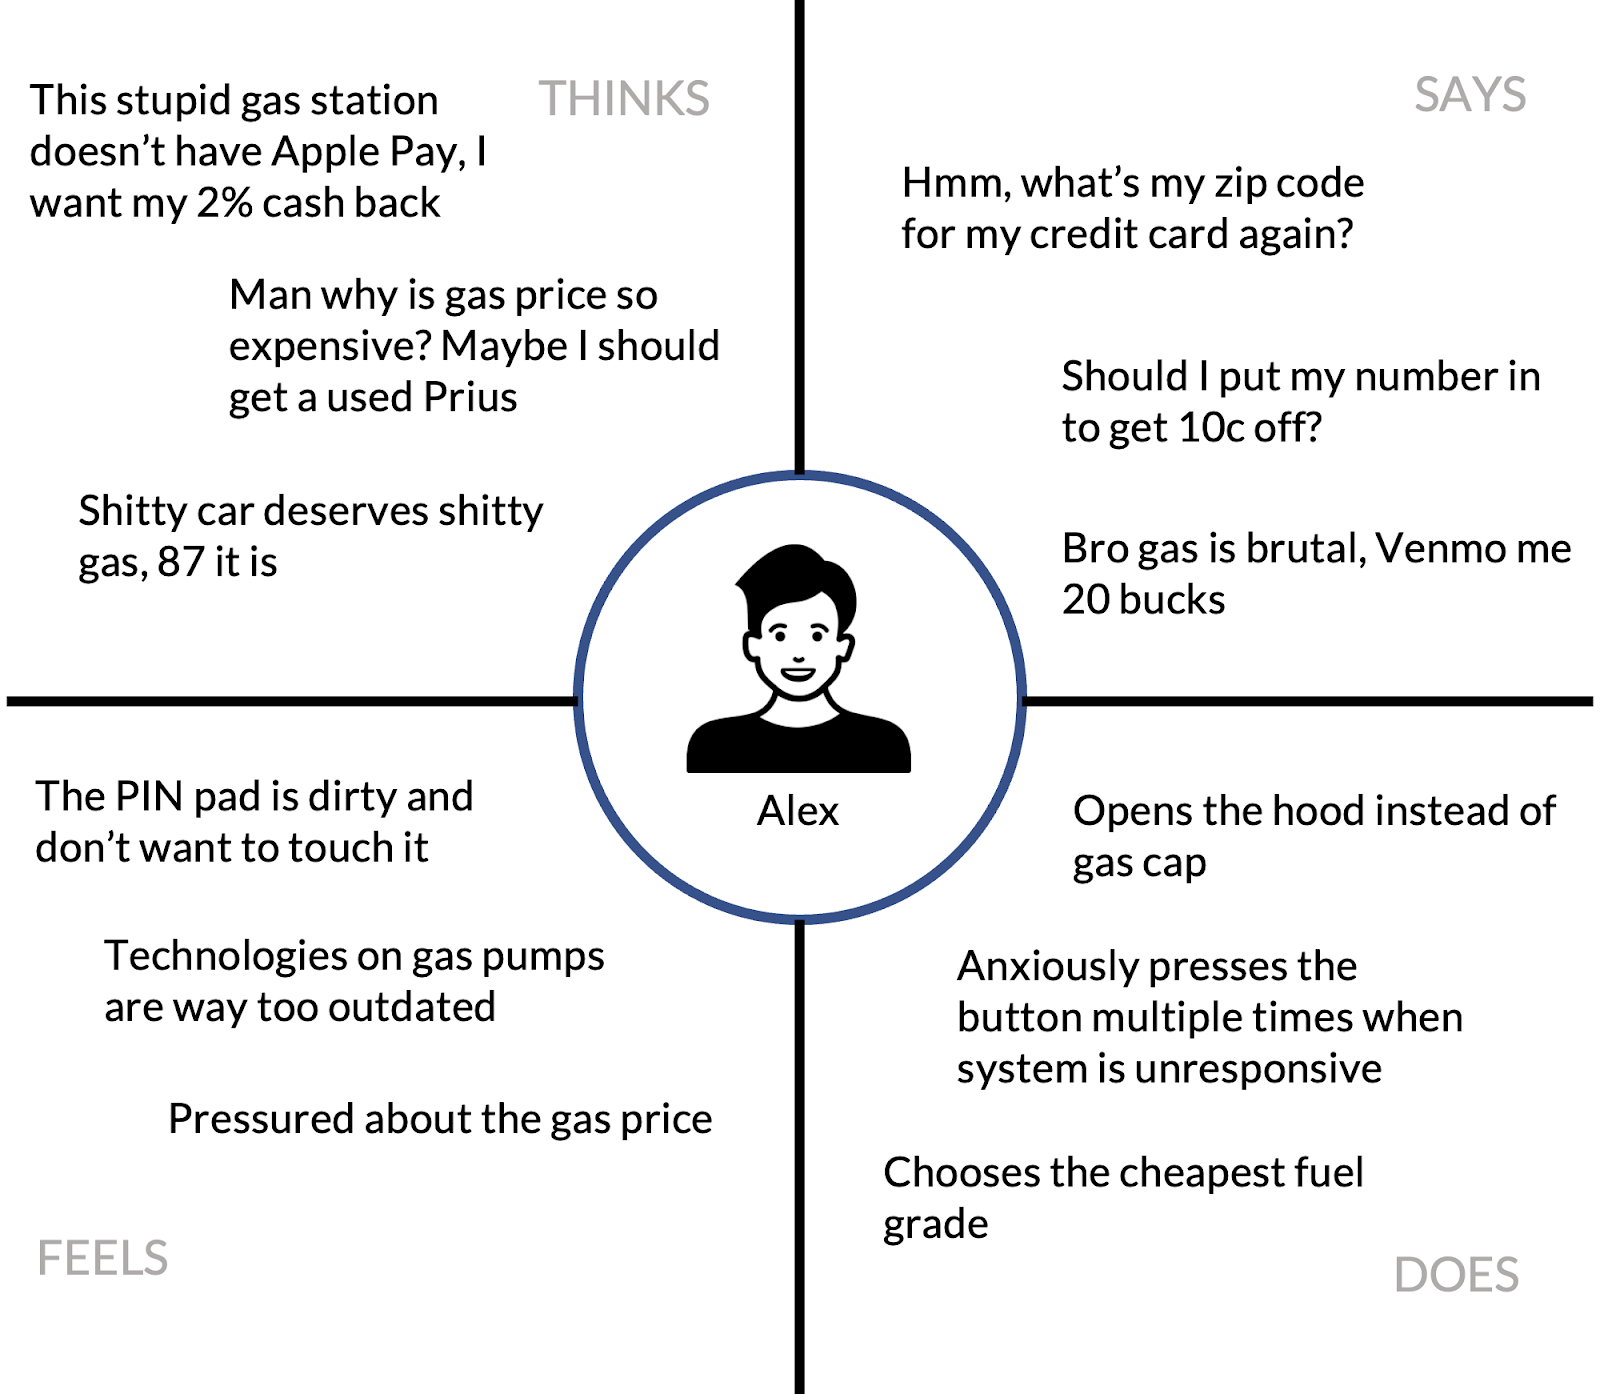 THINKS
This stupid gas station
doesn’t have Apple Pay, I
want my 2% cash back
Man why is gas price so
expensive? Maybe I should
get a used Prius
Shitty car deserves shitty
gas, 87 it is
SAYS
Hmm, what’s my zip code
for my credit card again?
Should I put my number in
to get 10c off?
Bro gas is brutal, Venmo me
20 bucks
Alex
The PIN pad is dirty and
don’t want to touch it
Technologies on gas pumps
are way too outdated
Pressured about the gas price
FEELS
Opens the hood instead of
gas cap
Anxiously presses the
button multiple times when
system is unresponsive
Chooses the cheapest fuel
grade
DOES